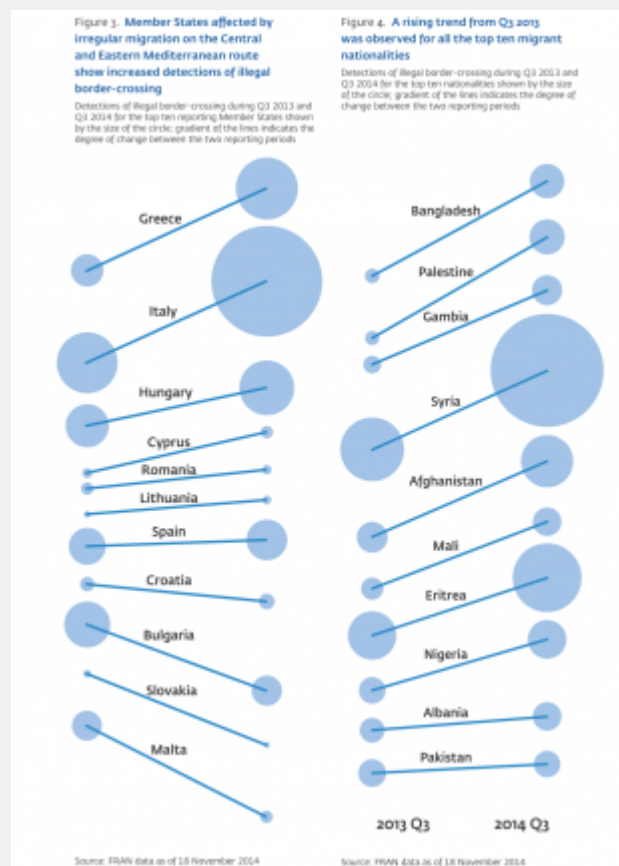 Figure 3. Member States affected by
irregular migration on the Central
and Eastern Mediterranean route
show increased detections of illegal
border-crossing
Detections of illegal border-crossing during Q3 2013 and
Q3 2014 for the top ten reporting Member States shown
by the size of the circle; gradient of the lines indicates the
degree of change between the two reporting periods
Greece
Italy
Hungary
Cyprus
Romania
Lithuania
Spain
Croatia
Bulgaria
Slovakia
Malta
Source: FRAN data as of 18 November 2014
Figure 4. A rising trend from Q3 2013
was observed for all the top ten migrant
nationalities
Detections of illegal border-crossing during Q3 2013 and
Q3 2014 for the top ten nationalities shown by the size
of the circle; gradient of the lines indicates the degree of
change between the two reporting periods
Bangladesh
Palestine
Gambia
Syria
Afghanistan
Mali
Eritrea
Nigeria
Albania
Pakistan
2013 Q3 2014 Q3
Source: FRAN data as of 18 November 2014